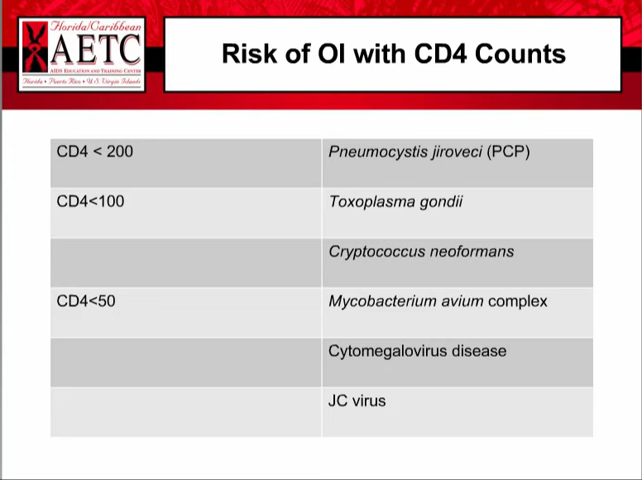 Florida/Caribbean
AETC
AIDS EDUCATION AND TRAINING CENTER
Florida • Puerto Rico • U.S. Virgin Islands
Risk of OI with CD4 Counts
CD4 < 200 Pneumocystis jiroveci (PCP)
CD4<100 Toxoplasma gondii
Cryptococcus neoformans
CD4<50 Mycobacterium avium complex
Cytomegalovirus disease
JC virus